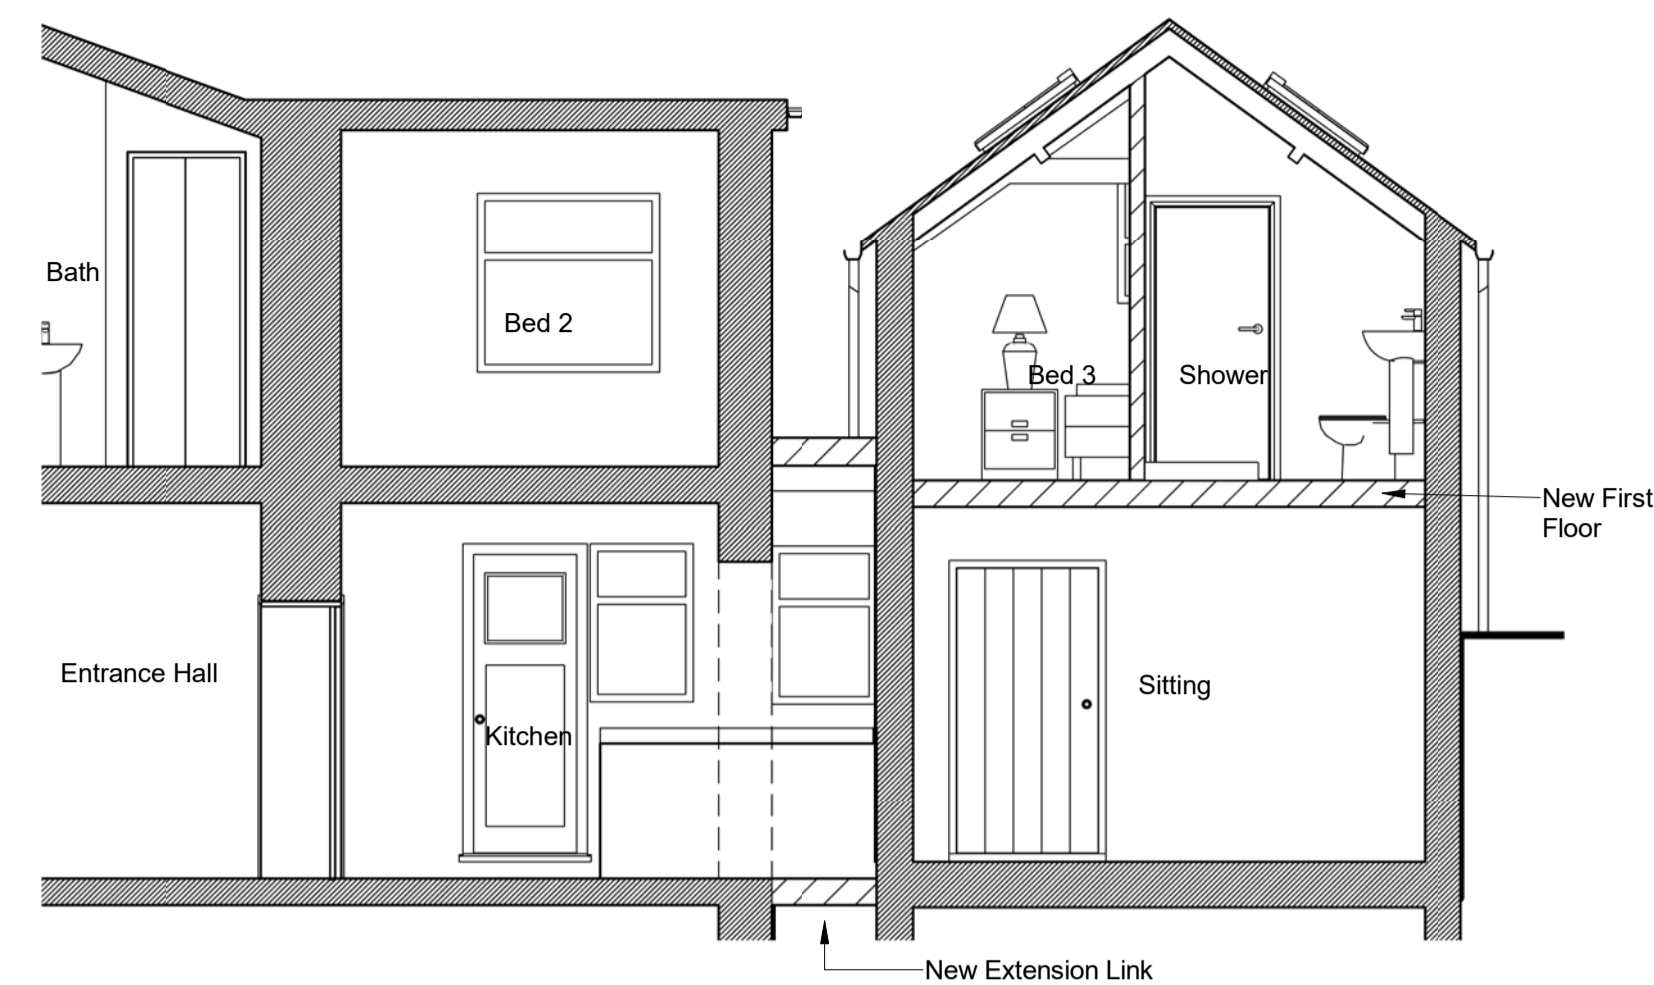 Bath
Bed 2
Bed 3
Shower
New First
Floor
Entrance Hall
Kitchen
Sitting
New Extension Link